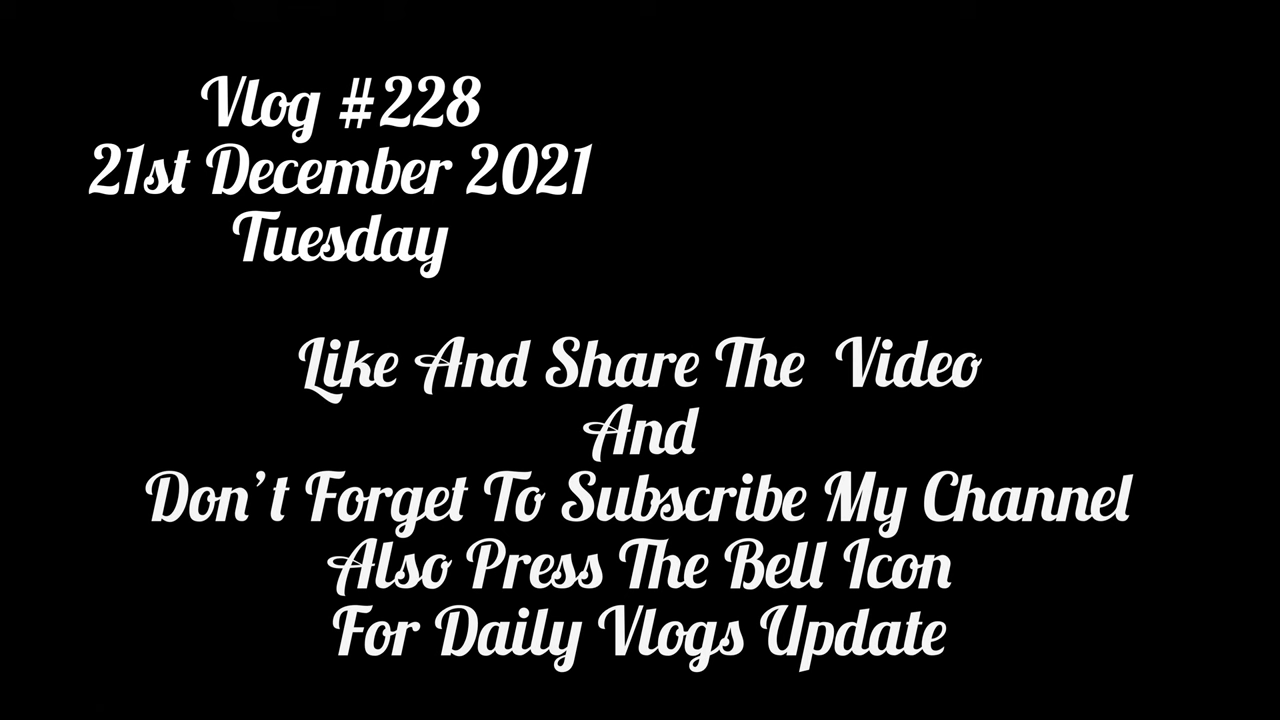 Vlog #228
21st December 2021
Tuesday
Like And Share The Video
And
Don't Forget To Subscribe My Channel
Also Press The Bell Icon
For Daily Vlogs Update